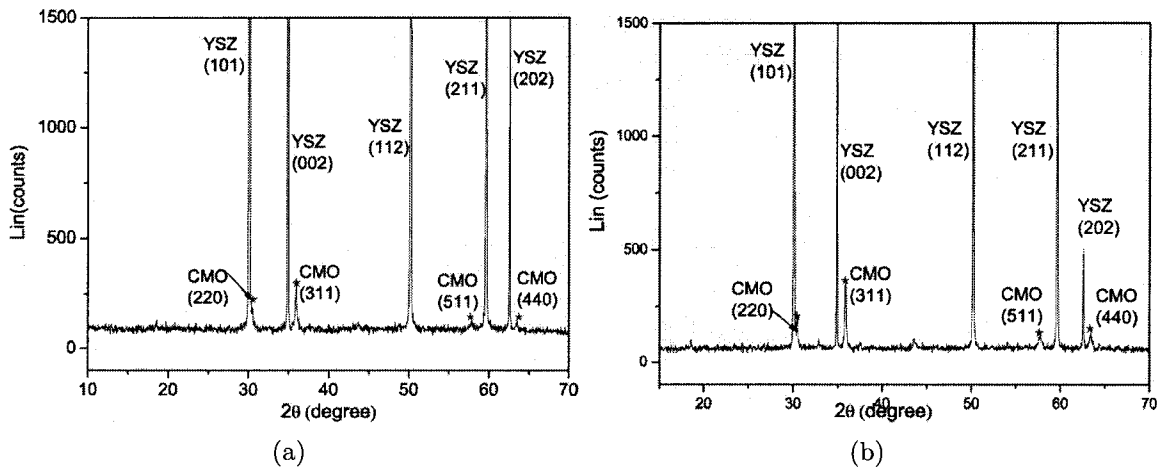 1500
1000
500
0
Lin(counts)
YSZ
(101)
YSZ
(002)
YSZ
(112)
YSZ
(211)
YSZ
(202)
CMO
(220)
CMO
(311)
CMO
(511)
CMO
(440)
10 20 30 40 50 60 70
2θ (degree)
(a)
1500
1000
500
0
Lin (counts)
YSZ
(101)
YSZ
(002)
YSZ
(112)
YSZ
(211)
YSZ
(202)
CMO
(220)
CMO
(311)
CMO
(511)
CMO
(440)
20 30 40 50 60 70
2θ (degree)
(b)